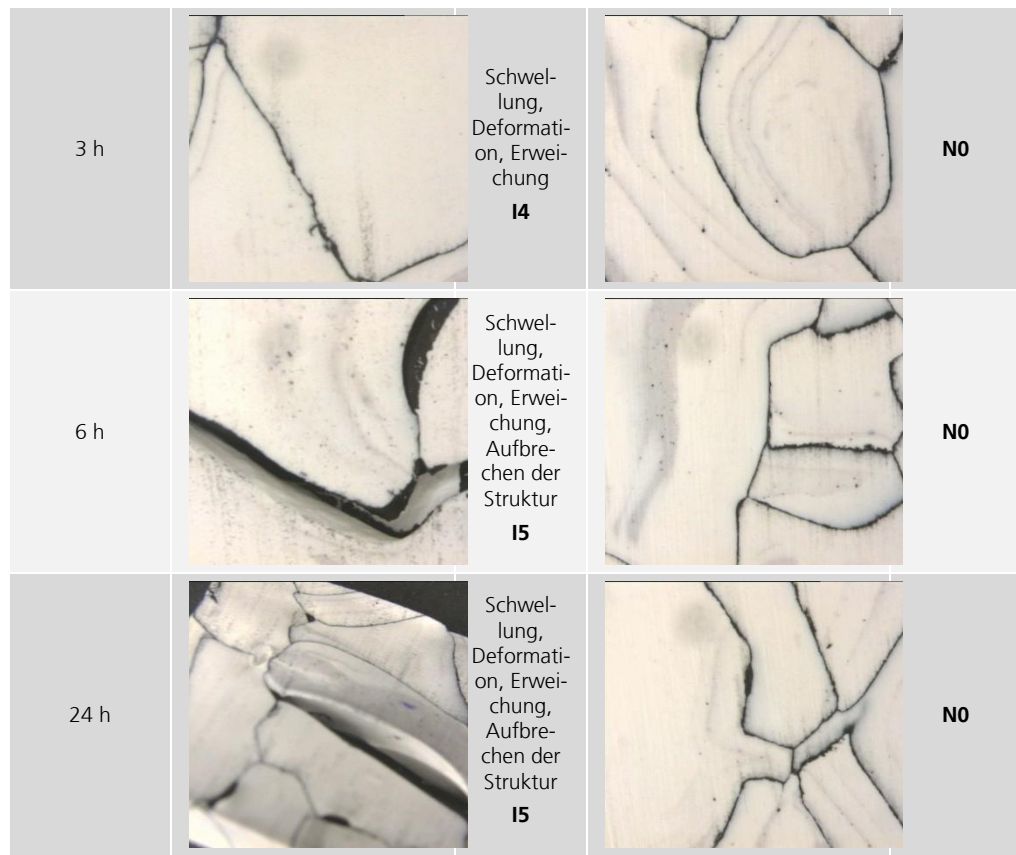 3 h
Schwel-
lung,
Deformati-
on, Erwei-
chung
I4
N0
6 h
Schwel-
lung,
Deformati-
on, Erwei-
chung,
Aufbre-
chen der
Struktur
I5
N0
24 h
Schwel-
lung,
Deformati-
on, Erwei-
chung,
Aufbre-
chen der
Struktur
I5
N0